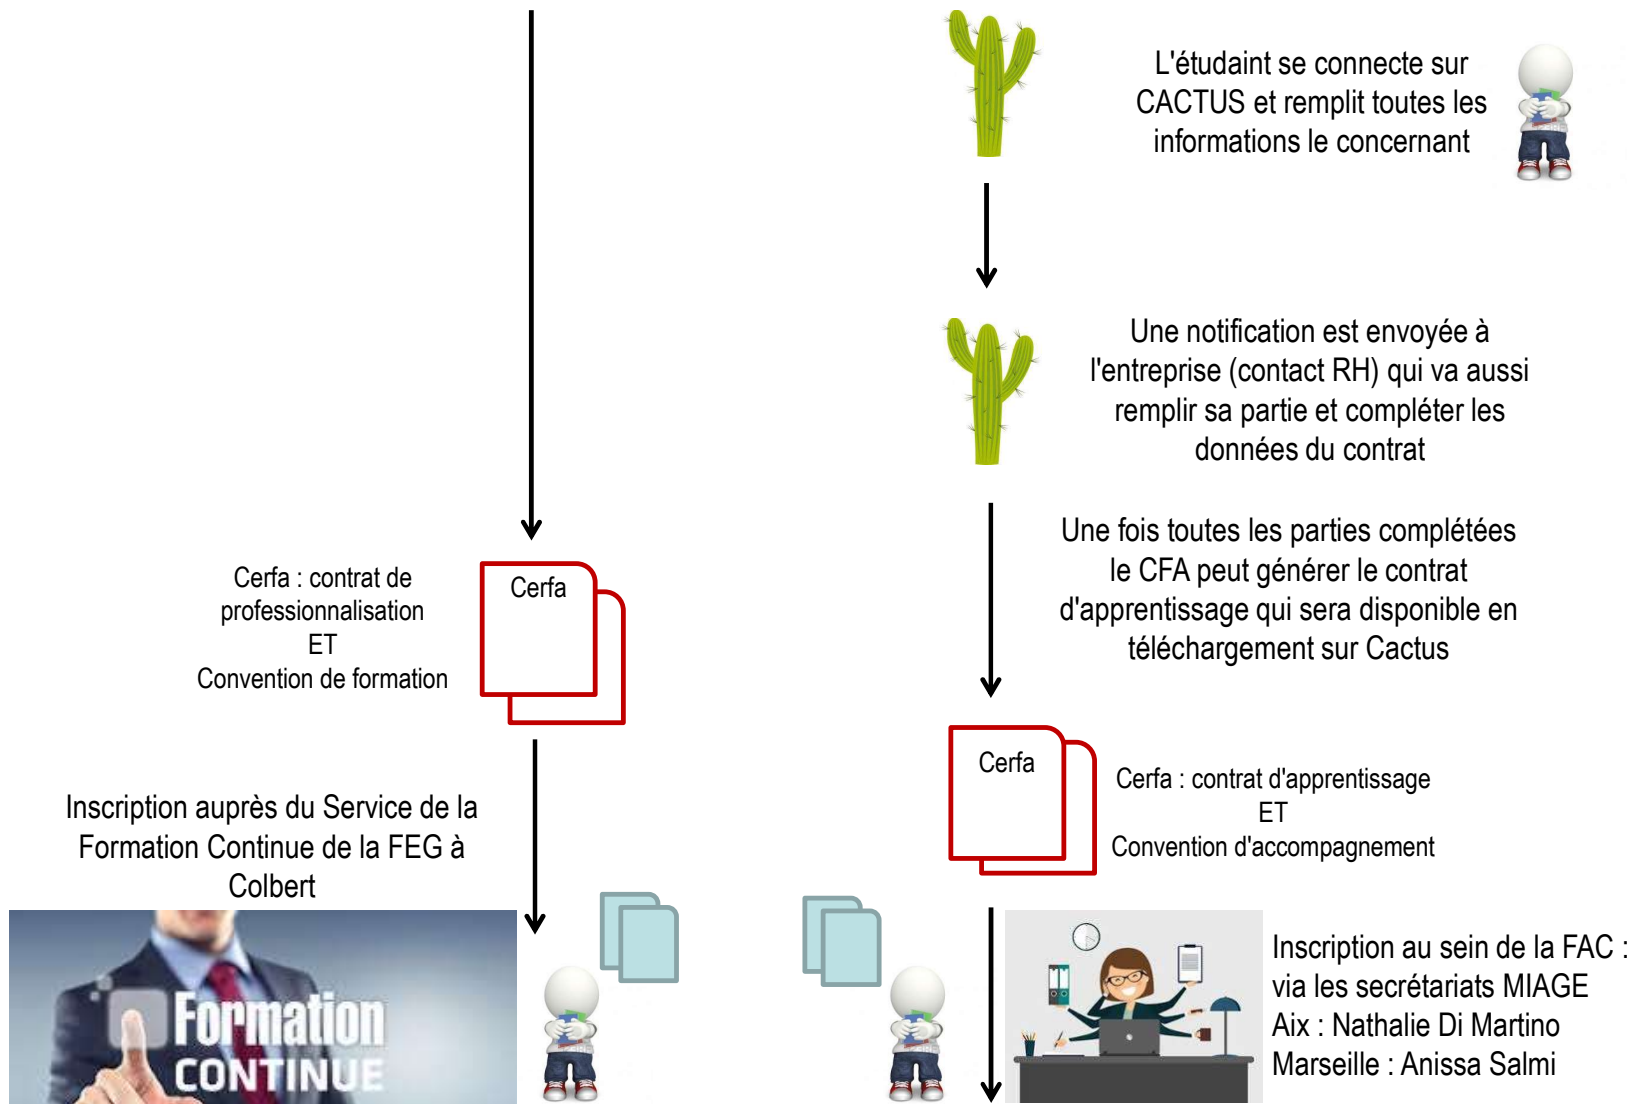 L'étudaint se connecte sur
CACTUS et remplit toutes les
informations le concernant
Une notification est envoyée à
l'entreprise (contact RH) qui va aussi
remplir sa partie et compléter les
données du contrat
Une fois toutes les parties complétées
le CFA peut générer le contrat
d'apprentissage qui sera disponible en
téléchargement sur Cactus
Cerfa : contrat de
professionnalisation
ET
Convention de formation
Cerfa
Cerfa
Cerfa : contrat d'apprentissage
ET
Convention d'accompagnement
Inscription auprès du Service de la
Formation Continue de la FEG à
Colbert
Formation
CONTINUE
Inscription au sein de la FAC :
via les secrétariats MIAGE
Aix : Nathalie Di Martino
Marseille : Anissa Salmi